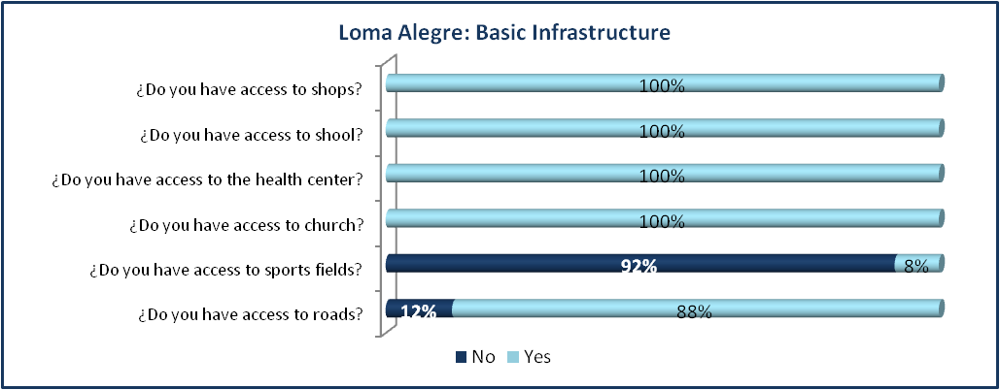 Loma Alegre: Basic Infrastructure
¿Do you have access to shops?
100%
¿Do you have access to shool?
100%
¿Do you have access to the health center?
100%
¿Do you have access to church?
100%
¿Do you have access to sports fields?
92% 8%
¿Do you have access to roads?
12% 88%
No Yes